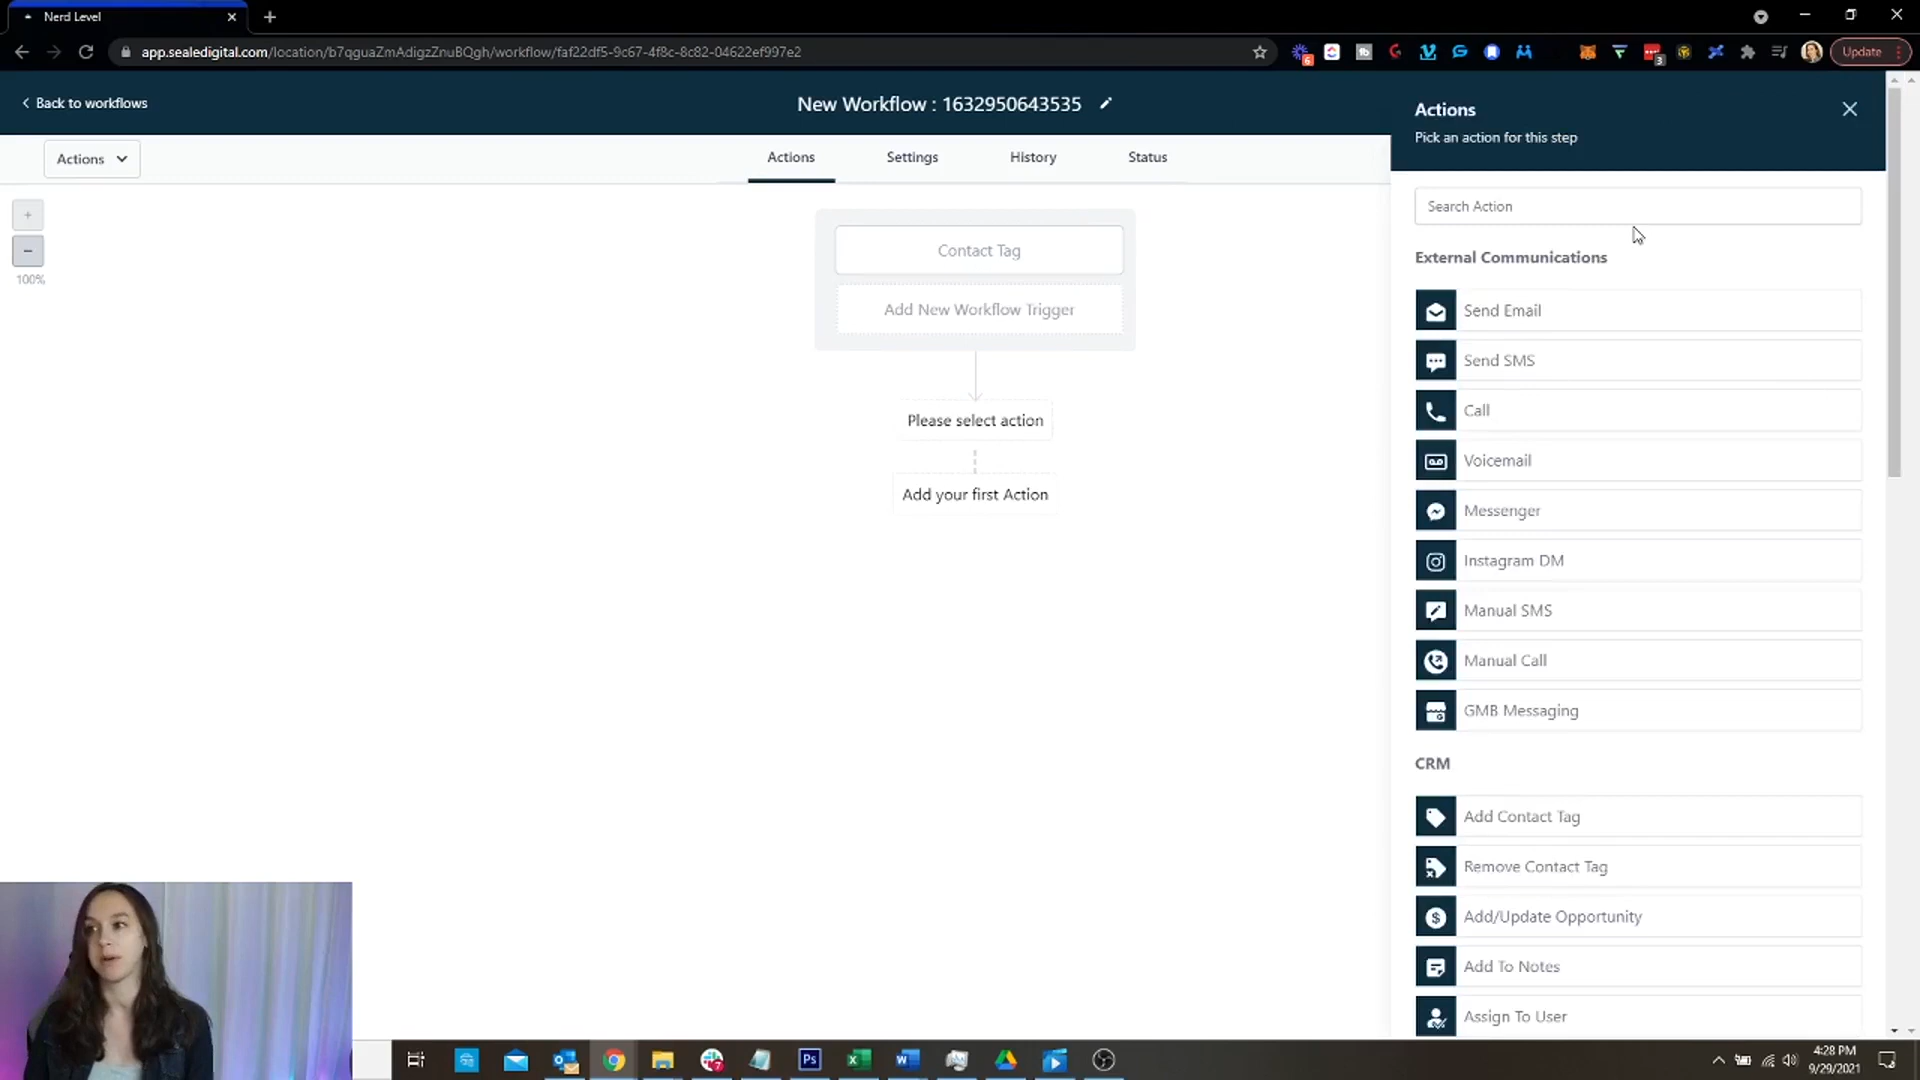 Nerd Level
app.sealedigital.com/location/b7qguaZmAdigzZnuBQgh/workflow/faf22df5-9c67-4f8c-8c82-04622ef997e2
6
3
Update
Back to workflows
New Workflow : 1632950643535
Actions
Pick an action for this step
Actions
Actions
Settings
History
Status
100%
Contact Tag
Add New Workflow Trigger
Please select action
Add your first Action
Search Action
External Communications
Send Email
Send SMS
Call
Voicemail
Messenger
Instagram DM
Manual SMS
Manual Call
GMB Messaging
CRM
Add Contact Tag
Remove Contact Tag
Add/Update Opportunity
Add To Notes
Assign To User
Ps
4:28 PM
9/29/2021